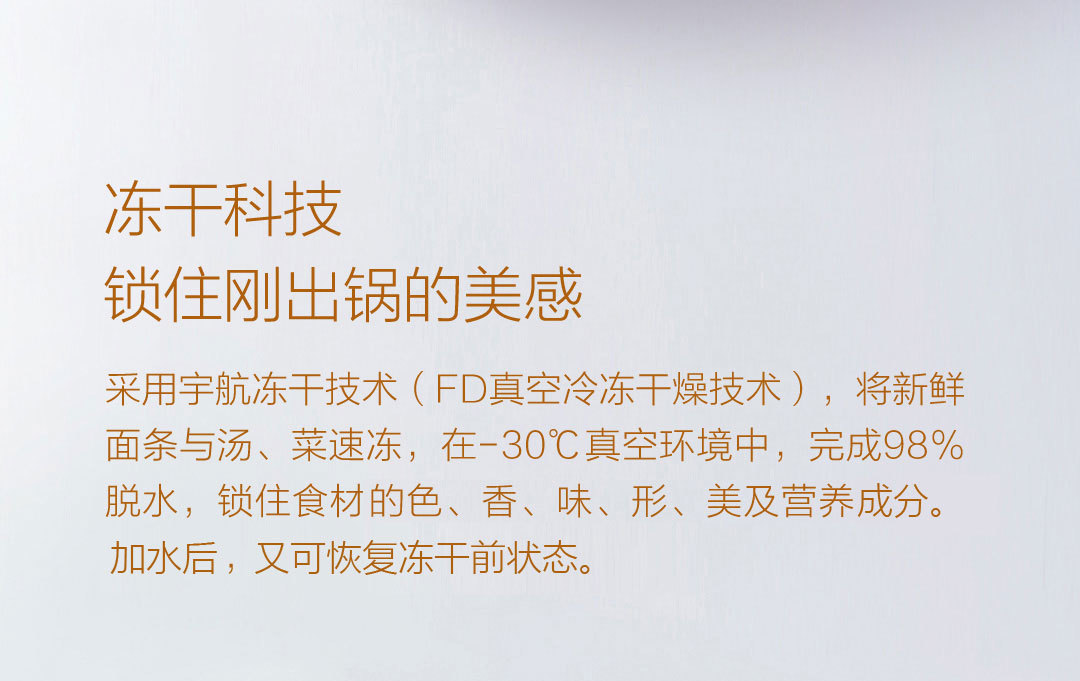 冻干科技
锁住刚出锅的美感
采用宇航冻干技术（FD真空冷冻干燥技术），将新鲜
面条与汤、菜速冻，在-30℃真空环境中，完成98%
脱水，锁住食材的色、香、味、形、美及营养成分。
加水后，又可恢复冻干前状态。